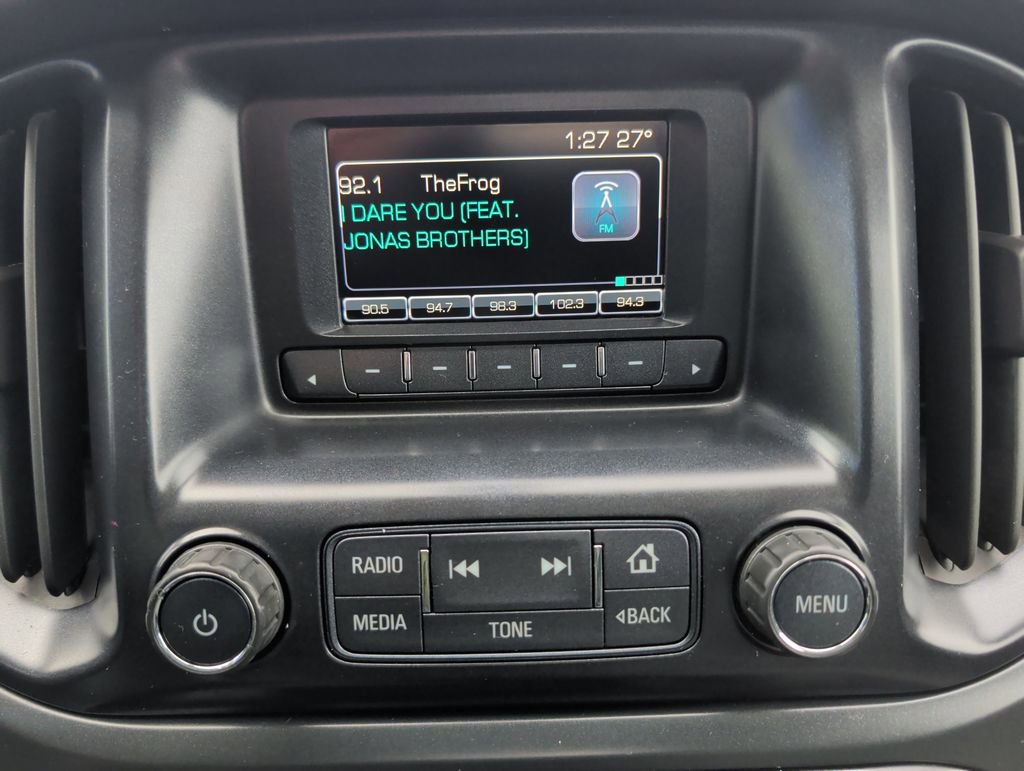 1:27 27°
92.1 TheFrog
I DARE YOU (FEAT.
JONAS BROTHERS)
FM
90.5 94.7 98.3 102.3 94.3
RADIO
MEDIA
TONE
BACK
MENU